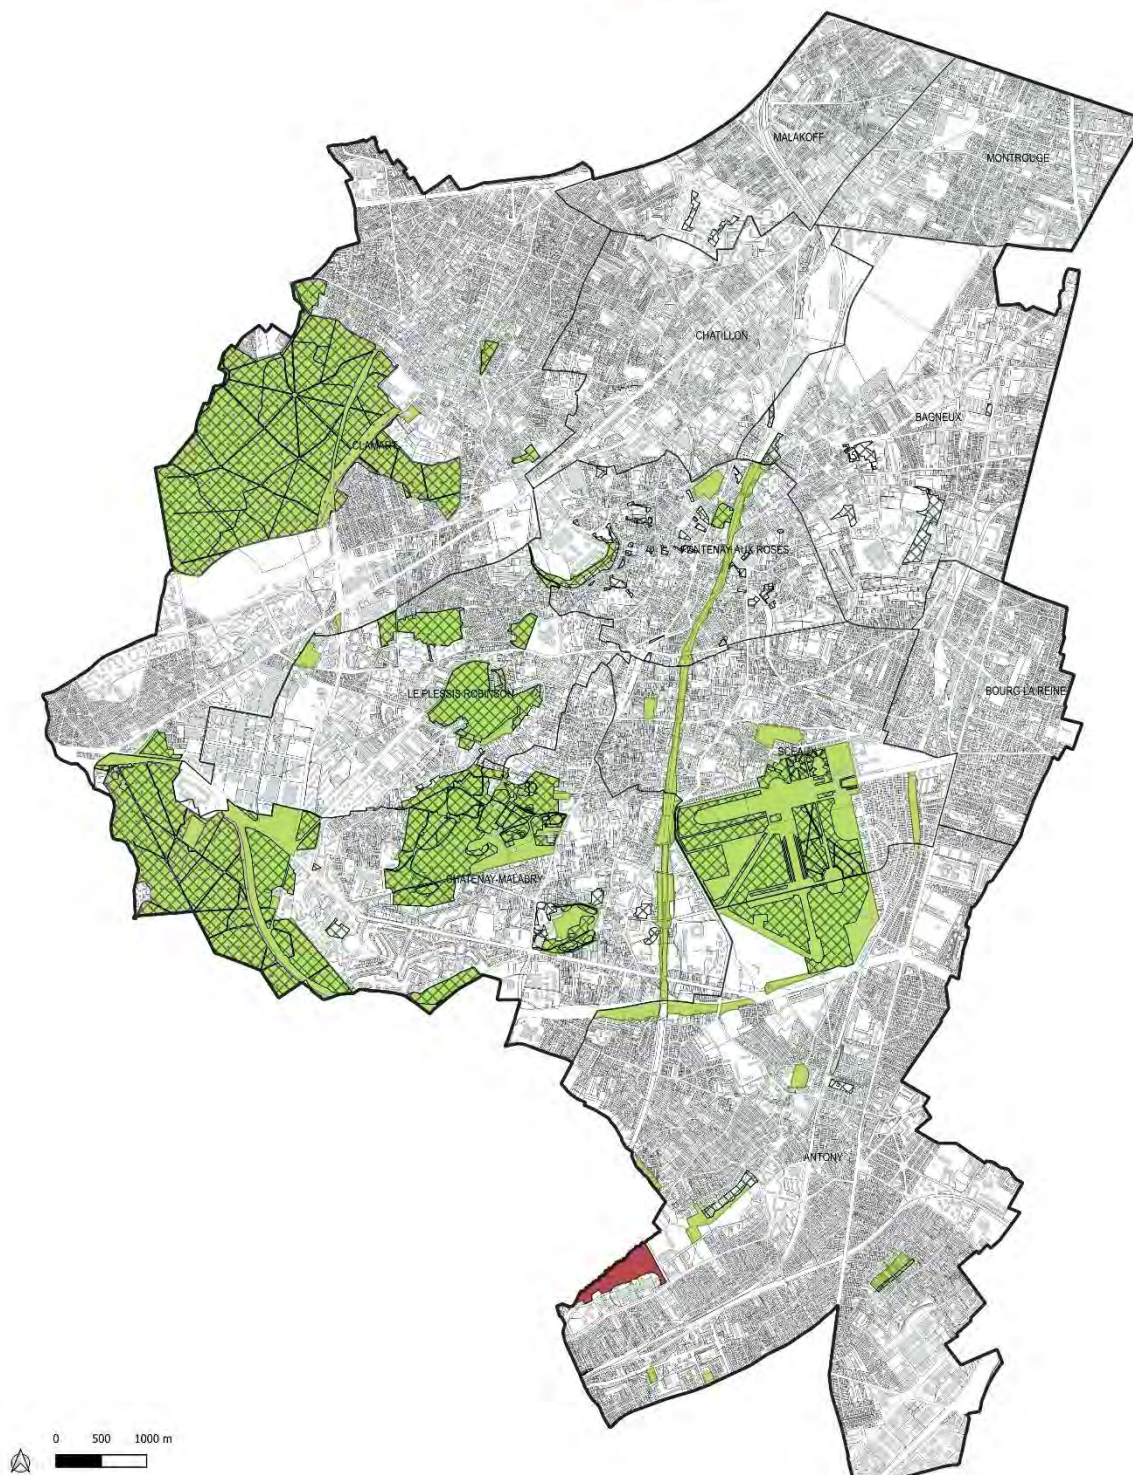 MALAKOFF
MONTROUGE
CHATILLON
BAGNEUX
CLAMART
FONTENAY-AUX-ROSES
LE PLESSIS-ROBINSON
BOURG LA REINE
SCEAUX
CHATENAY-MALABRY
ANTONY
0 500 1000 m